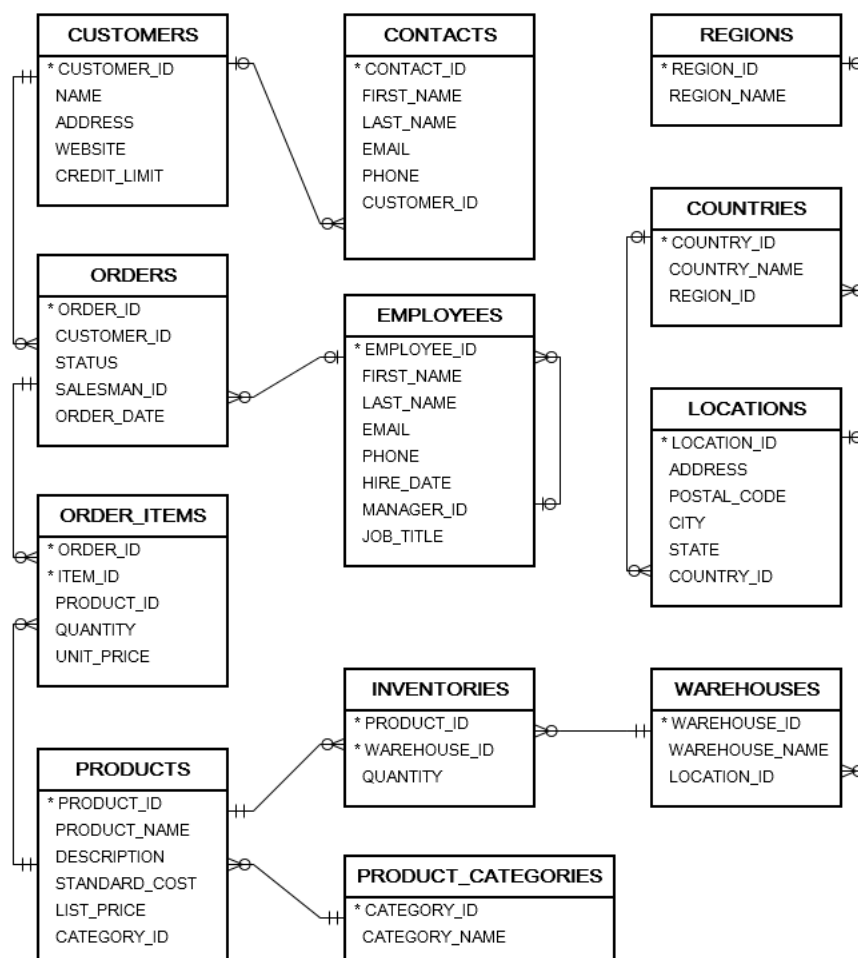 CUSTOMERS
* CUSTOMER_ID
NAME
ADDRESS
WEBSITE
CREDIT_LIMIT
CONTACTS
* CONTACT_ID
FIRST_NAME
LAST_NAME
EMAIL
PHONE
CUSTOMER_ID
REGIONS
* REGION_ID
REGION_NAME
COUNTRIES
* COUNTRY_ID
COUNTRY_NAME
REGION_ID
ORDERS
* ORDER_ID
CUSTOMER_ID
STATUS
SALESMAN_ID
ORDER_DATE
EMPLOYEES
* EMPLOYEE_ID
FIRST_NAME
LAST_NAME
EMAIL
PHONE
HIRE_DATE
MANAGER_ID
JOB_TITLE
LOCATIONS
* LOCATION_ID
ADDRESS
POSTAL_CODE
CITY
STATE
COUNTRY_ID
ORDER_ITEMS
* ORDER_ID
* ITEM_ID
PRODUCT_ID
QUANTITY
UNIT_PRICE
INVENTORIES
* PRODUCT_ID
* WAREHOUSE_ID
QUANTITY
WAREHOUSES
* WAREHOUSE_ID
WAREHOUSE_NAME
LOCATION_ID
PRODUCTS
* PRODUCT_ID
PRODUCT_NAME
DESCRIPTION
STANDARD_COST
LIST_PRICE
CATEGORY_ID
PRODUCT_CATEGORIES
* CATEGORY_ID
CATEGORY_NAME